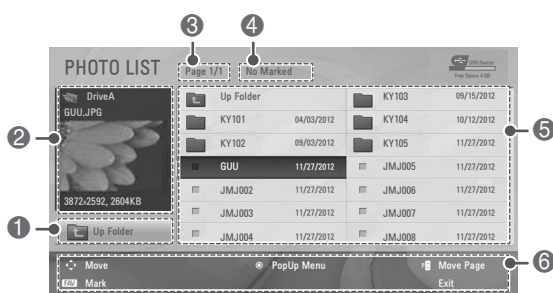 3
4
PHOTO LIST
Page 1/1
No Marked
USB Device
Free Space 4 GB
2
DriveA
GUU.JPG
3872x2592, 2604KB
1
Up Folder
Up Folder
KY101 04/03/2012
KY102 09/03/2012
GUU 11/27/2012
JMJ002 11/27/2012
JMJ003 11/27/2012
JMJ004 11/27/2012
KY103 09/15/2012
KY104 10/12/2012
KY105 11/27/2012
JMJ005 11/27/2012
JMJ006 11/27/2012
JMJ007 11/27/2012
JMJ008 11/27/2012
5
Move
PopUp Menu
Move Page
6
FAV Mark
Exit